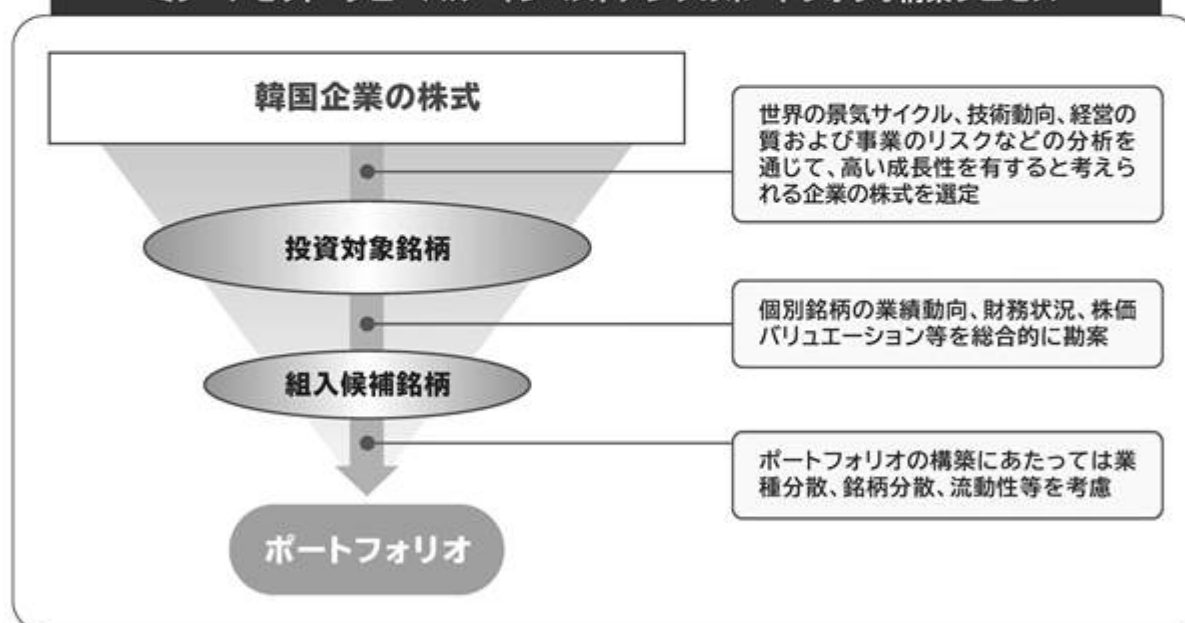 韓国企業の株式
世界の景気サイクル、技術動向、経営の
質および事業のリスクなどの分析を
通じて、高い成長性を有すると考えら
れる企業の株式を選定
投資対象銘柄
個別銘柄の業績動向、財務状況、株価
バリュエーション等を総合的に勘案
組入候補銘柄
ポートフォリオの構築にあたっては業
種分散、銘柄分散、流動性等を考慮
ポートフォリオ